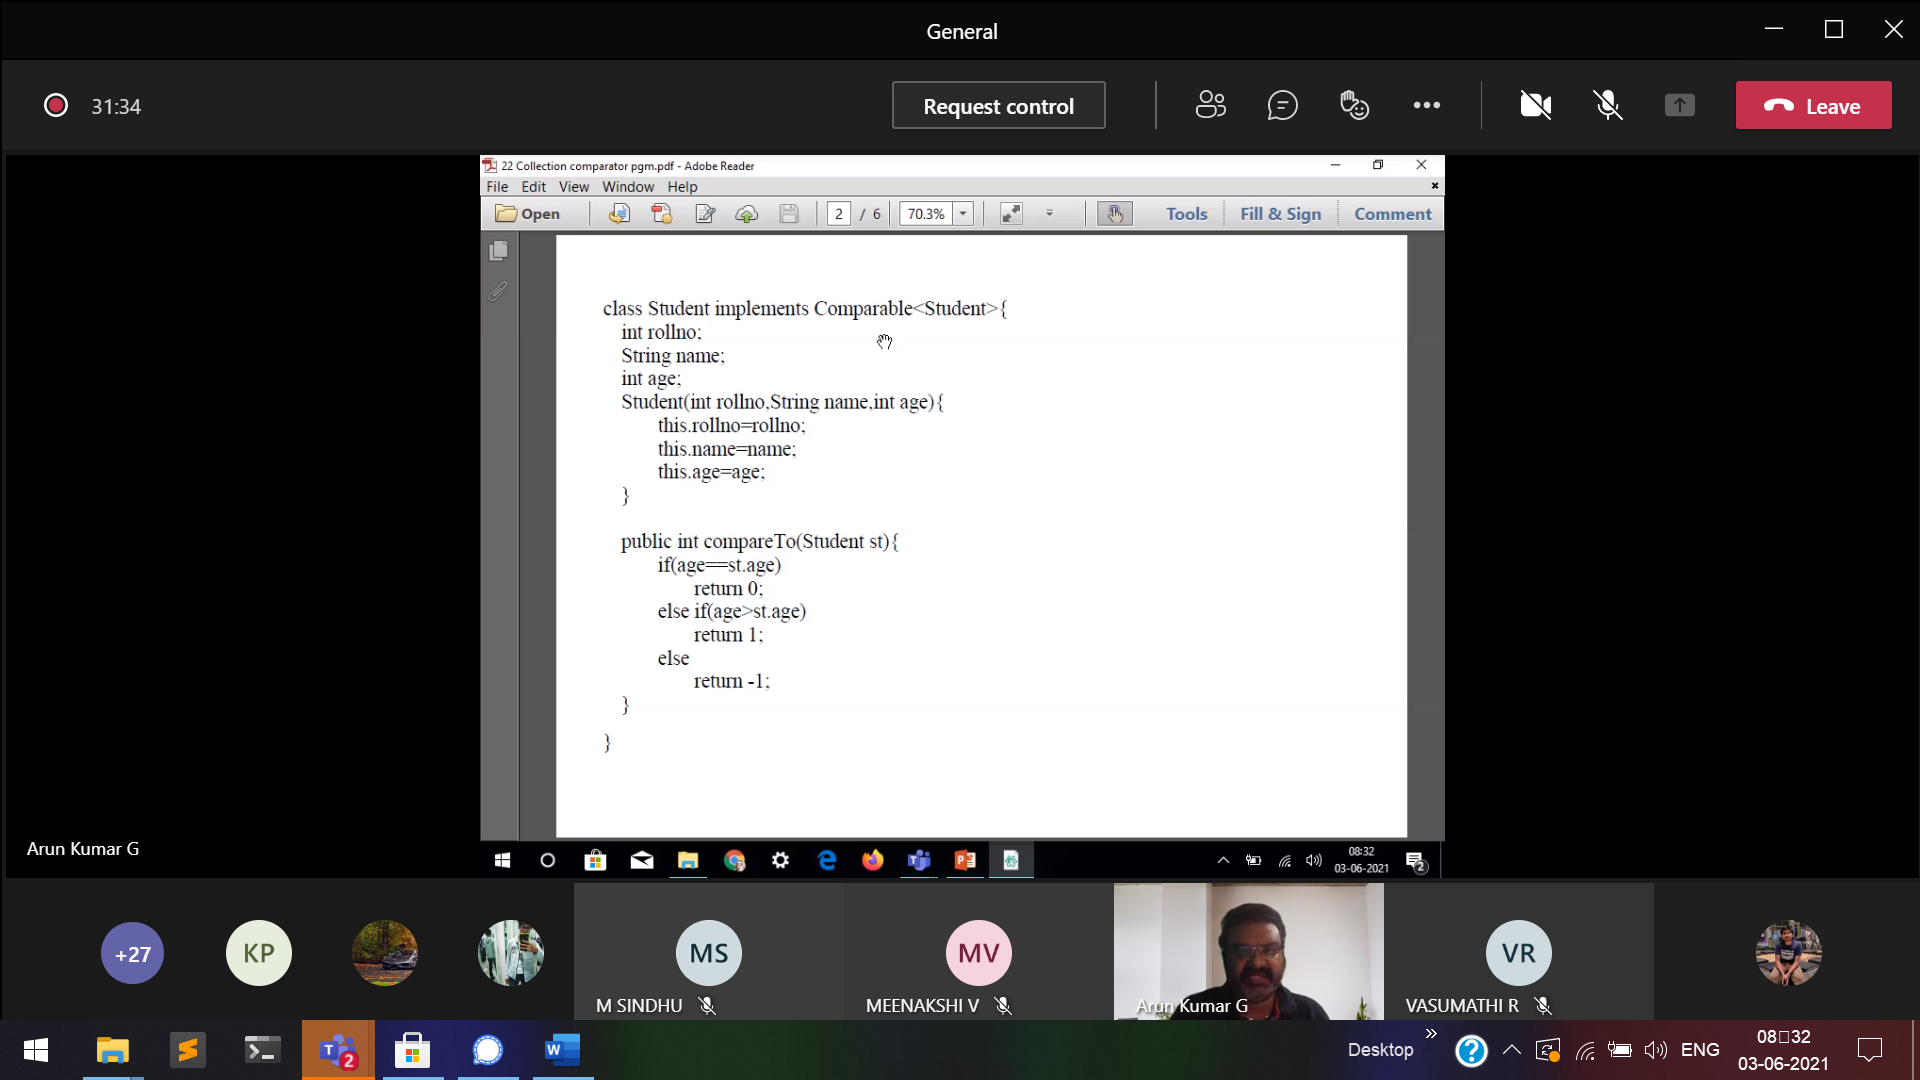 General
31:34
Request control
Leave
22 Collection comparator pgm.pdf - Adobe Reader
File Edit View Window Help
Open 2 / 6 70.3% Tools Fill & Sign Comment
class Student implements Comparable<Student>{
int rollno;
String name;
int age;
Student(int rollno,String name,int age){
this.rollno=rollno;
this.name=name;
this.age=age;
}
public int compareTo(Student st){
if(age==st.age)
return 0;
else if(age>st.age)
return 1;
else
return -1;
}
}
Arun Kumar G
08:32
03-06-2021
2
+27
KP
MS
M SINDHU
MV
MEENAKSHI V
Arun Kumar G
VR
VASUMATHI R
2
Desktop
ENG
08□32
03-06-2021